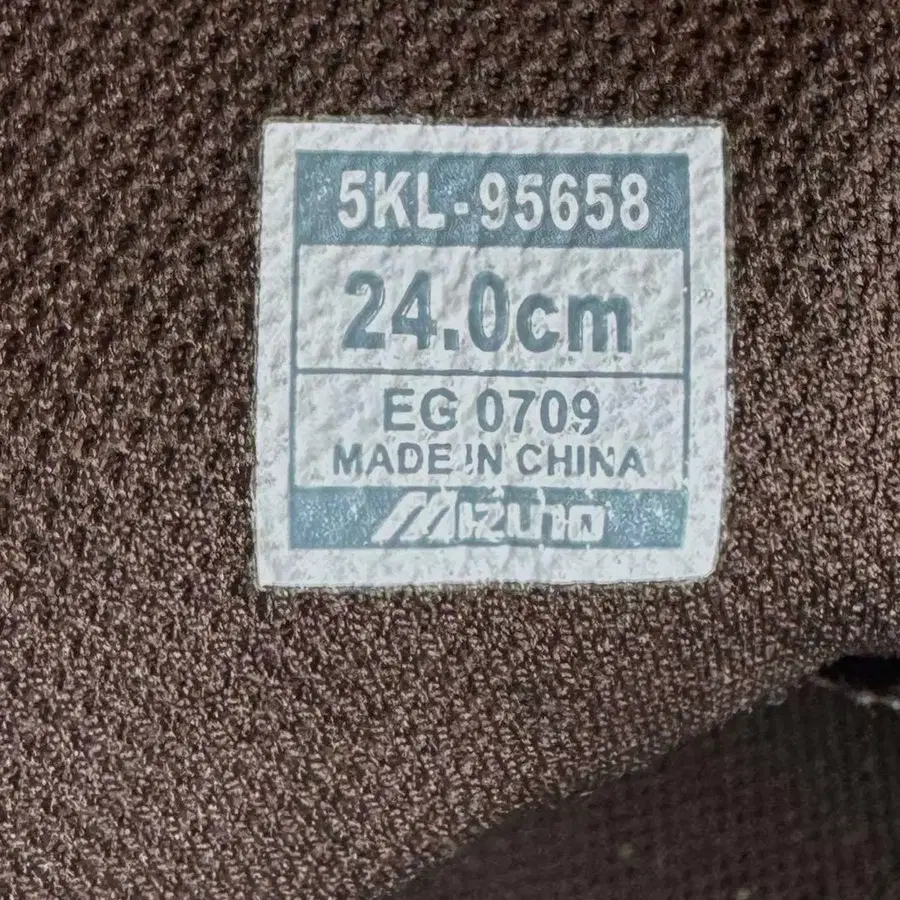 5KL-95658
24.0cm
EG 0709
MADE IN CHINA
MIZUNO